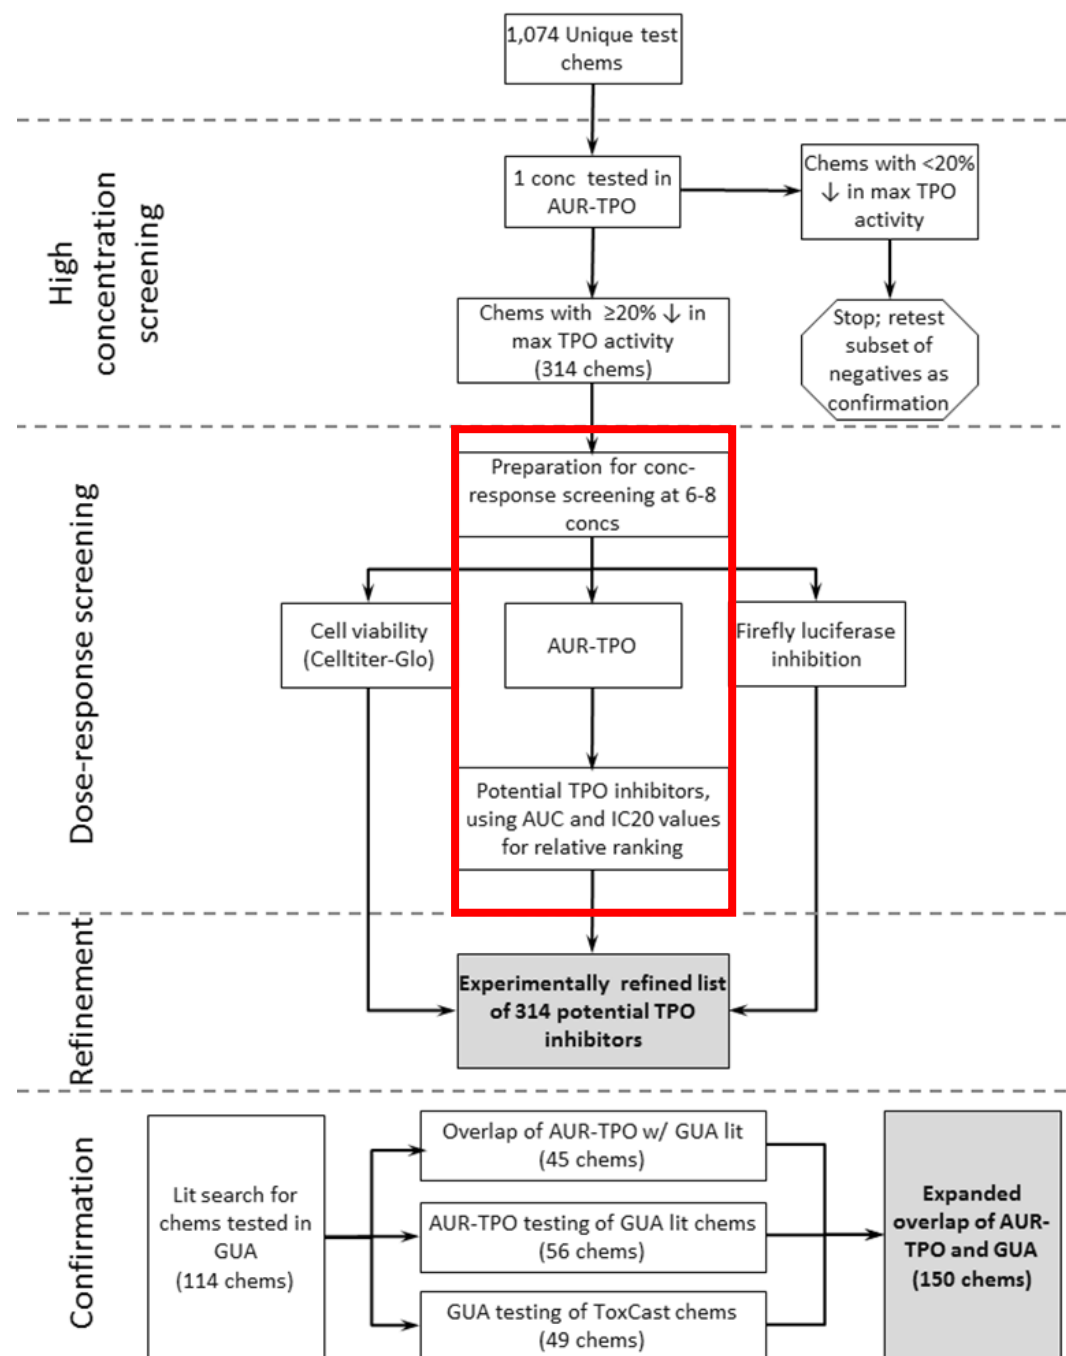 1,074 Unique test
chems
High
concentration
screening
1 conc tested in
AUR-TPO
Chems with <20%
↓ in max TPO
activity
Chems with ≥20% ↓ in
max TPO activity
(314 chems)
Stop; retest
subset of
negatives as
confirmation
Dose-response screening
Preparation for conc-
response screening at 6-8
concs
Cell viability
(Celltiter-Glo)
AUR-TPO
Firefly luciferase
inhibition
Potential TPO inhibitors,
using AUC and IC20 values
for relative ranking
Refinement
Experimentally refined list
of 314 potential TPO
inhibitors
Confirmation
Lit search for
chems tested in
GUA
(114 chems)
Overlap of AUR-TPO w/ GUA lit
(45 chems)
AUR-TPO testing of GUA lit chems
(56 chems)
GUA testing of ToxCast chems
(49 chems)
Expanded
overlap of AUR-
TPO and GUA
(150 chems)